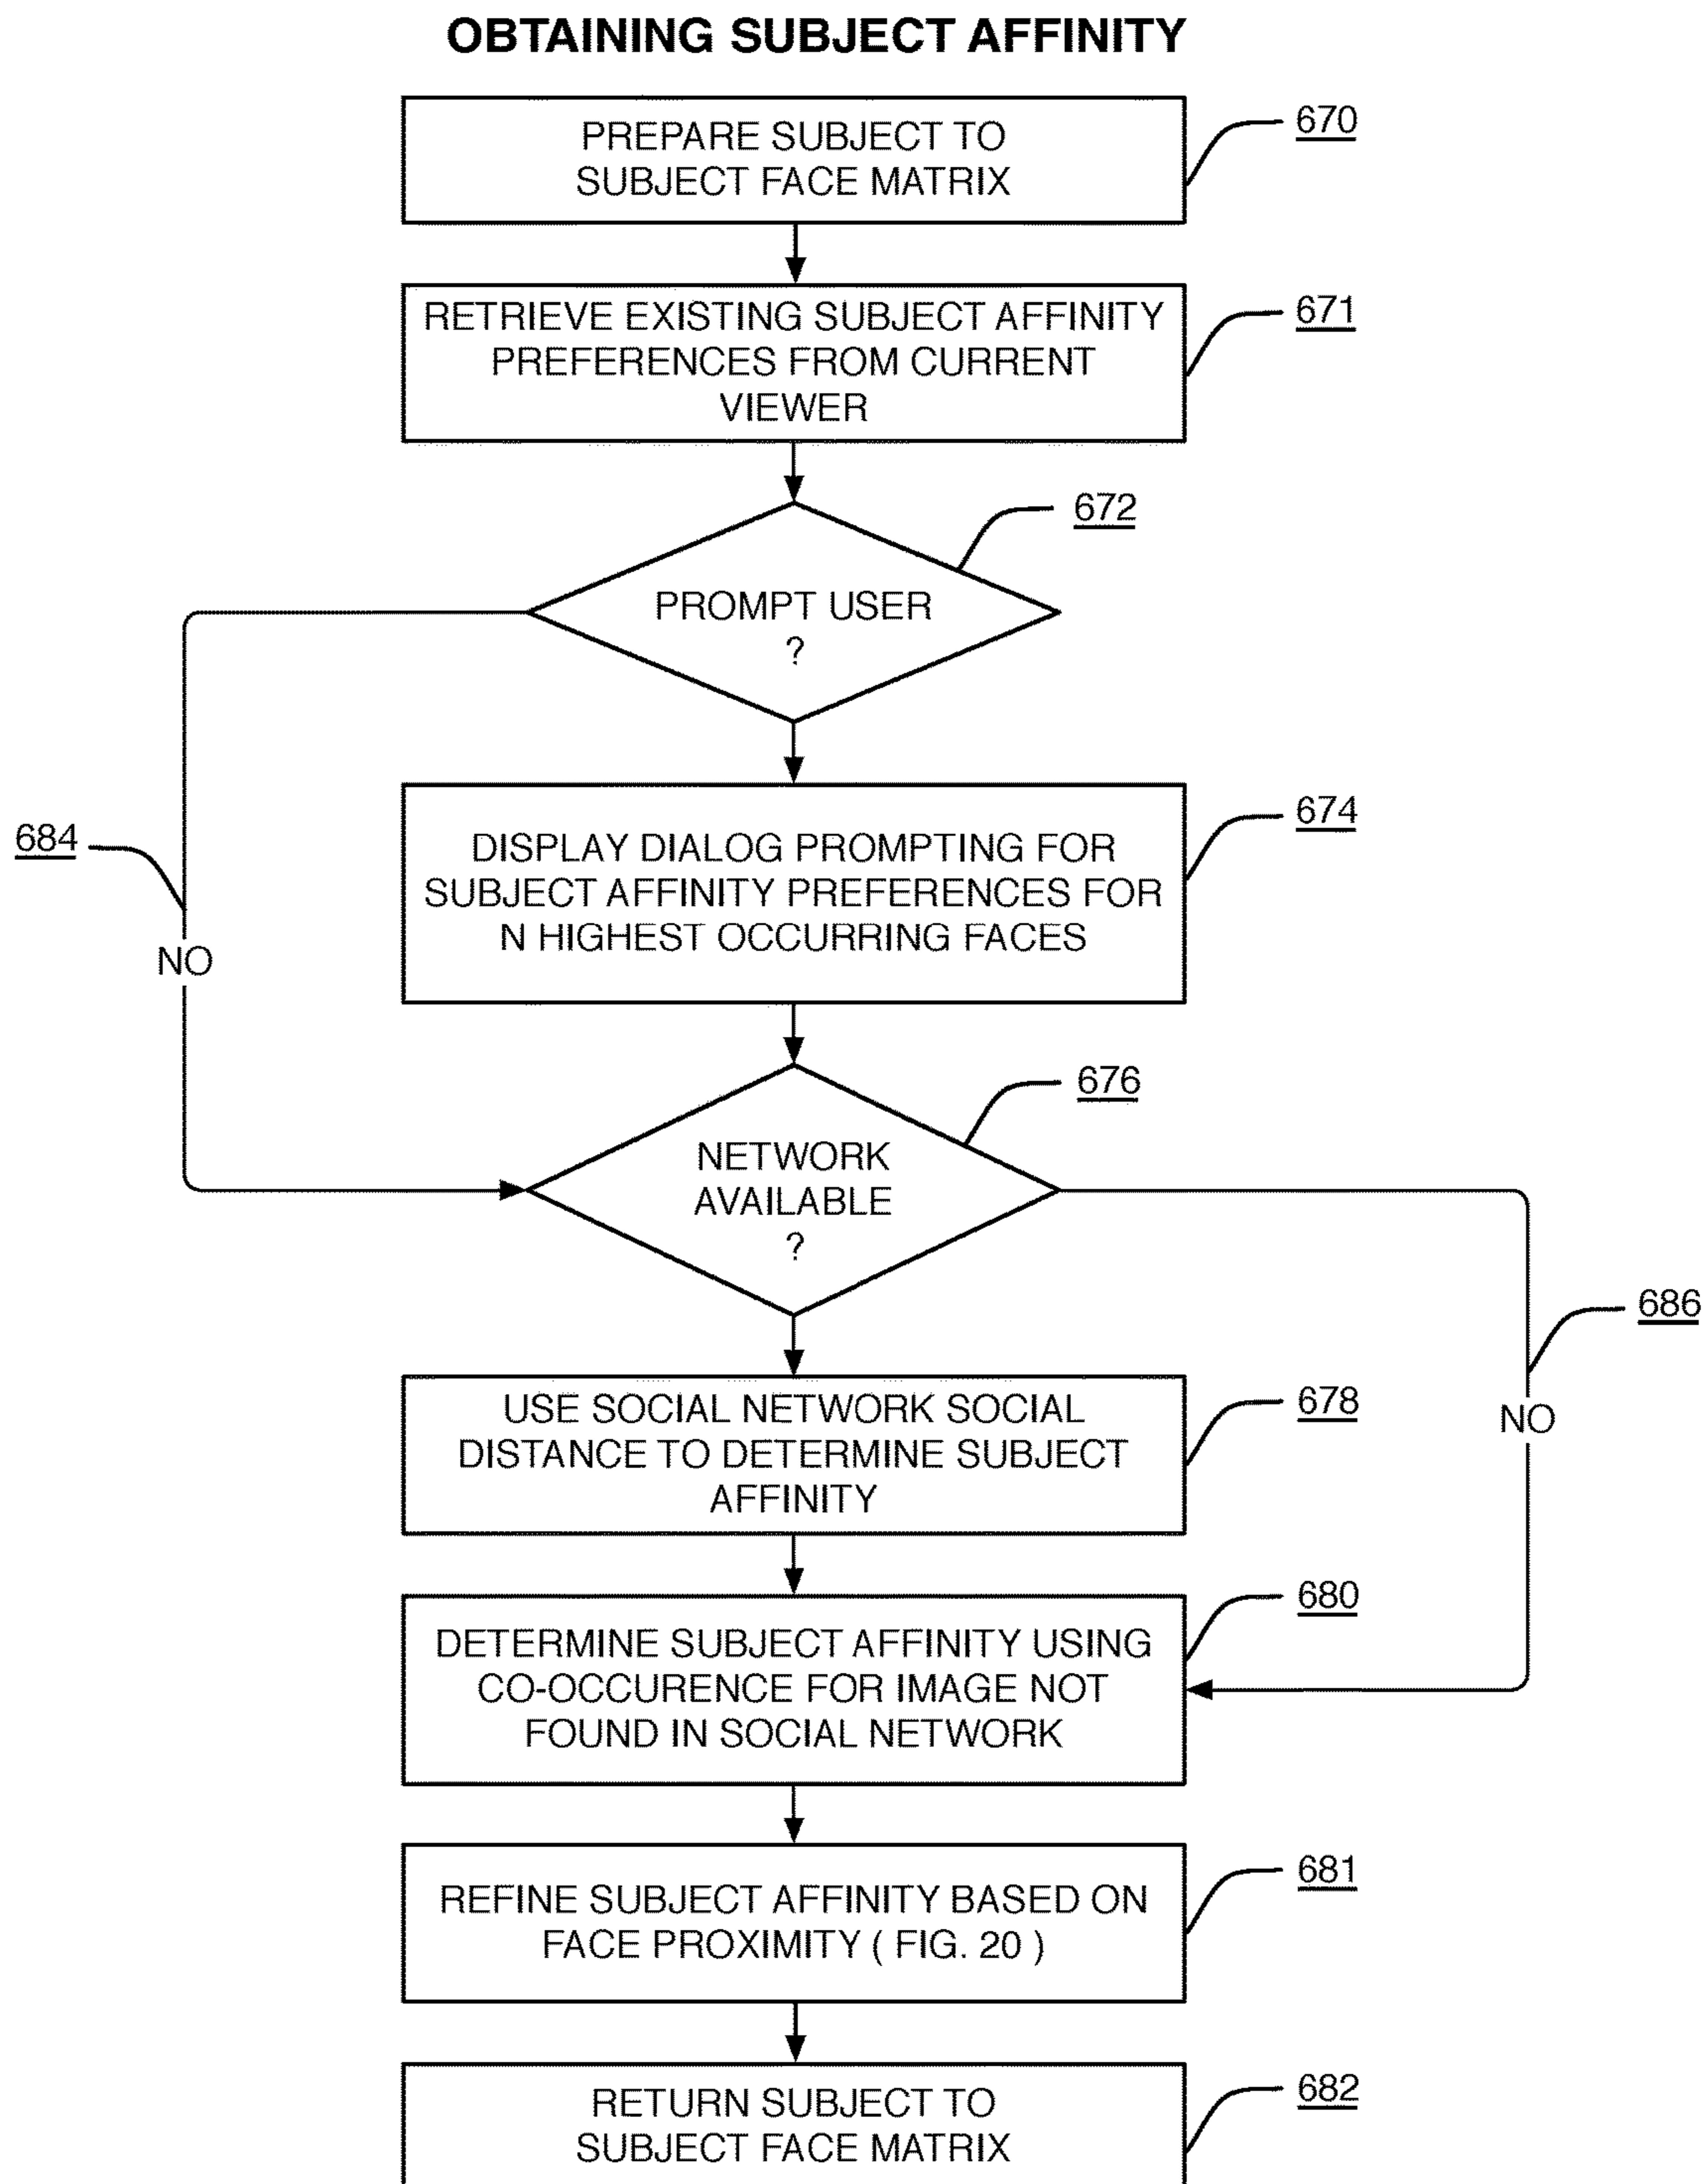 OBTAINING SUBJECT AFFINITY
PREPARE SUBJECT TO
SUBJECT FACE MATRIX
670
RETRIEVE EXISTING SUBJECT AFFINITY
PREFERENCES FROM CURRENT
VIEWER
671
672
PROMPT USER
?
684
NO
674
DISPLAY DIALOG PROMPTING FOR
SUBJECT AFFINITY PREFERENCES FOR
N HIGHEST OCCURRING FACES
676
NETWORK
AVAILABLE
?
686
NO
678
USE SOCIAL NETWORK SOCIAL
DISTANCE TO DETERMINE SUBJECT
AFFINITY
680
DETERMINE SUBJECT AFFINITY USING
CO-OCCURENCE FOR IMAGE NOT
FOUND IN SOCIAL NETWORK
681
REFINE SUBJECT AFFINITY BASED ON
FACE PROXIMITY ( FIG. 20 )
682
RETURN SUBJECT TO
SUBJECT FACE MATRIX